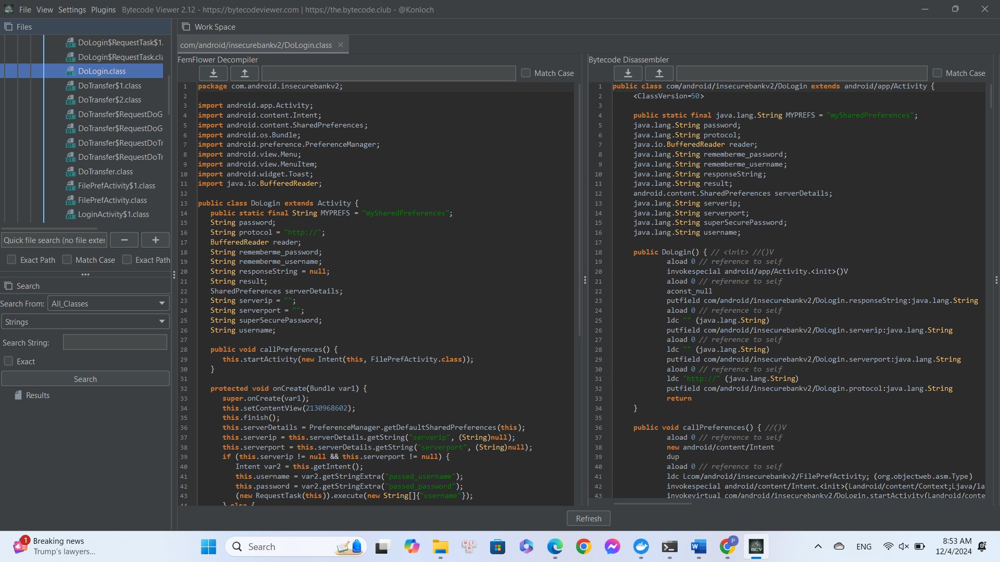 File View Settings Plugins Bytecode Viewer 2.12 - https://bytecodeviewer.com | https://the.bytecode.club - @Konloch
Files
DoLogin$RequestTask$1.
DoLogin$RequestTask.cla
DoLogin.class
DoTransfer$1.class
DoTransfer$2.class
DoTransfer$RequestDoG
DoTransfer$RequestDoG
DoTransfer$RequestDoTr
DoTransfer$RequestDoTr
DoTransfer.class
FilePrefActivity$1.class
FilePrefActivity.class
LoginActivity$1.class
Quick file search (no file exter
− +
Exact Path Match Case Exact Path
Search
Search From: All_Classes
Strings
Search String:
Exact
Search
Results
Work Space
com/android/insecurebankv2/DoLogin.class
FernFlower Decompiler
Match Case
1 package com.android.insecurebankv2;
2
3 import android.app.Activity;
4 import android.content.Intent;
5 import android.content.SharedPreferences;
6 import android.os.Bundle;
7 import android.preference.PreferenceManager;
8 import android.view.Menu;
9 import android.view.MenuItem;
10 import android.widget.Toast;
11 import java.io.BufferedReader;
12
13 public class DoLogin extends Activity {
14 public static final String MYPREFS = "mySharedPreferences";
15 String password;
16 String protocol = "http://";
17 BufferedReader reader;
18 String rememberme_password;
19 String rememberme_username;
20 String responseString = null;
21 String result;
22 SharedPreferences serverDetails;
23 String serverip = "";
24 String serverport = "";
25 String superSecurePassword;
26 String username;
27
28 public void callPreferences() {
29 this.startActivity(new Intent(this, FilePrefActivity.class));
30 }
31
32 protected void onCreate(Bundle var1) {
33 super.onCreate(var1);
34 this.setContentView(2130968602);
35 this.finish();
36 this.serverDetails = PreferenceManager.getDefaultSharedPreferences(this);
37 this.serverip = this.serverDetails.getString("serverip", (String)null);
38 this.serverport = this.serverDetails.getString("serverport", (String)null);
39 if (this.serverip != null && this.serverport != null) {
40 Intent var2 = this.getIntent();
41 this.username = var2.getStringExtra("passed_username");
42 this.password = var2.getStringExtra("passed_password");
43 (new RequestTask(this)).execute(new String[]{"username"});
44 } else {
Bytecode Disassembler
Match Case
1 public class com/android/insecurebankv2/DoLogin extends android/app/Activity {
2 <ClassVersion=50>
3
4 public static final java.lang.String MYPREFS = "mySharedPreferences";
5 java.lang.String password;
6 java.lang.String protocol;
7 java.io.BufferedReader reader;
8 java.lang.String rememberme_password;
9 java.lang.String rememberme_username;
10 java.lang.String responseString;
11 java.lang.String result;
12 android.content.SharedPreferences serverDetails;
13 java.lang.String serverip;
14 java.lang.String serverport;
15 java.lang.String superSecurePassword;
16 java.lang.String username;
17
18 public DoLogin() { // <init> //()V
19 aload 0 // reference to self
20 invokespecial android/app/Activity.<init>()V
21 aload 0 // reference to self
22 aconst_null
23 putfield com/android/insecurebankv2/DoLogin.responseString:java.lang.String
24 aload 0 // reference to self
25 ldc "" (java.lang.String)
26 putfield com/android/insecurebankv2/DoLogin.serverip:java.lang.String
27 aload 0 // reference to self
28 ldc "" (java.lang.String)
29 putfield com/android/insecurebankv2/DoLogin.serverport:java.lang.String
30 aload 0 // reference to self
31 ldc "http://" (java.lang.String)
32 putfield com/android/insecurebankv2/DoLogin.protocol:java.lang.String
33 return
34 }
35
36 public void callPreferences() { //()V
37 aload 0 // reference to self
38 new android/content/Intent
39 dup
40 aload 0 // reference to self
41 ldc Lcom/android/insecurebankv2/FilePrefActivity; (org.objectweb.asm.Type)
42 invokespecial android/content/Intent.<init>(Landroid/content/Context;Ljava/la
43 invokevirtual com/android/insecurebankv2/DoLogin.startActivity(Landroid/conte
Refresh
1
Breaking news
Trump's lawyers...
Search
P
BCV
ENG
8:53 AM
12/4/2024